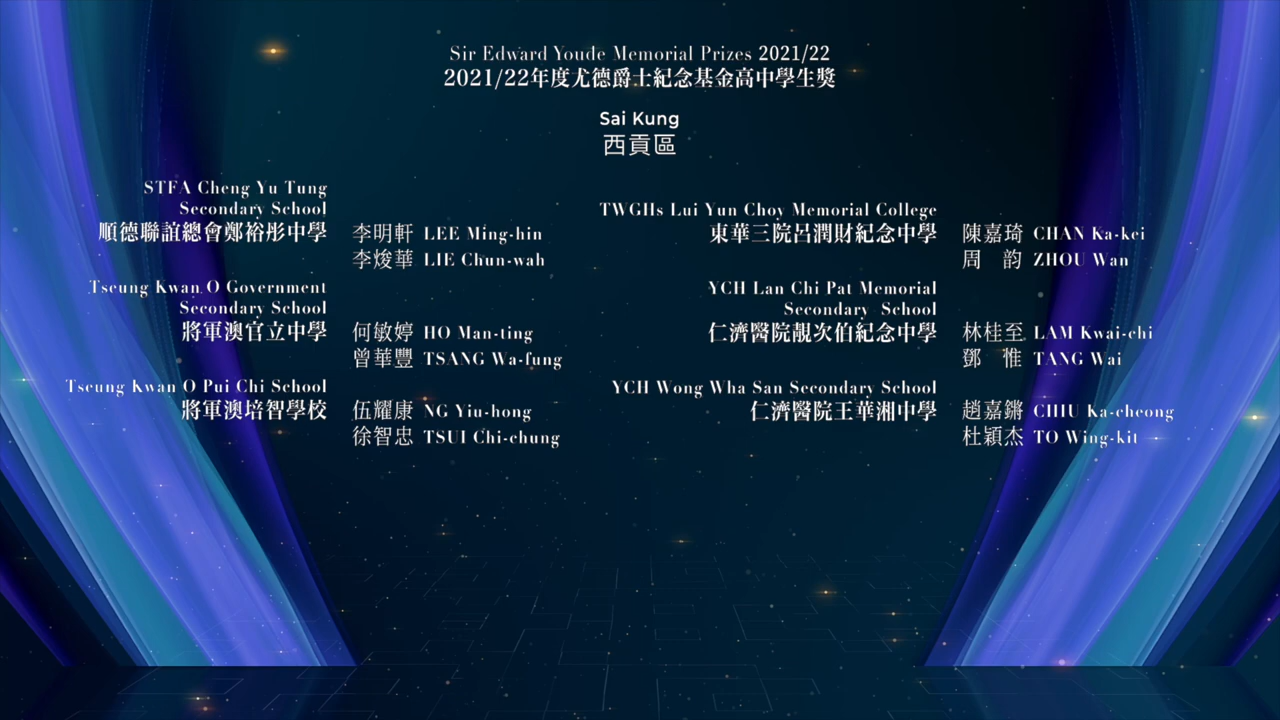 Sir Edward Youde Memorial Prizes 2021/22
2021/22年度尤德爵士紀念基金高中學生獎
Sai Kung
西貢區
STFA Cheng Yu Tung
Secondary School
順德聯誼總會鄭裕彤中學 李明軒 LEE Ming-hin
李焌華 LIE Chun-wah
Tseung Kwan O Government
Secondary School
將軍澳官立中學 何敏婷 HO Man-ting
曾華豐 TSANG Wa-fung
Tseung Kwan O Pui Chi School
將軍澳培智學校 伍耀康 NG Yiu-hong
徐智忠 TSUI Chi-chung
TWGHs Lui Yun Choy Memorial College
東華三院呂潤財紀念中學 陳嘉琦 CHAN Ka-kei
周 韵 ZHOU Wan
YCH Lan Chi Pat Memorial
Secondary School
仁濟醫院靚次伯紀念中學 林桂至 LAM Kwai-chi
鄧 惟 TANG Wai
YCH Wong Wha San Secondary School
仁濟醫院王華湘中學 趙嘉鏘 CHIU Ka-cheong
杜穎杰 TO Wing-kit